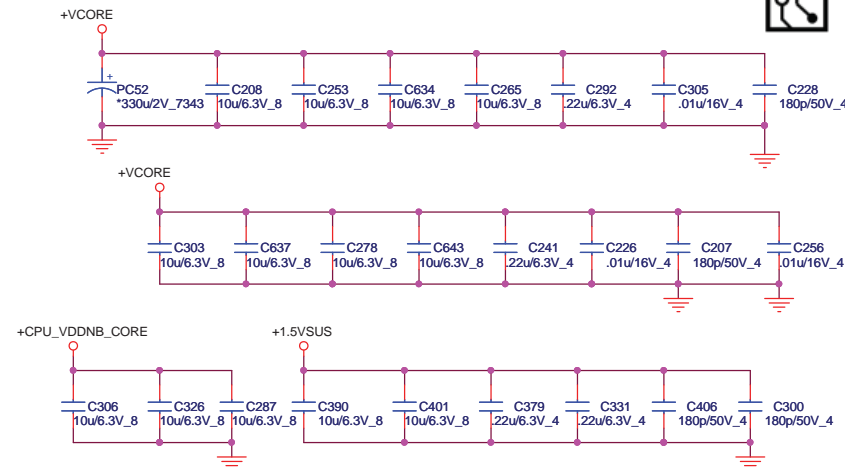 +VCORE
+
PC52
*330u/2V_7343
C208
10u/6.3V_8
C253
10u/6.3V_8
C634
10u/6.3V_8
C265
10u/6.3V_8
C292
.22u/6.3V_4
C305
.01u/16V_4
C228
180p/50V_4
+VCORE
C303
10u/6.3V_8
C637
10u/6.3V_8
C278
10u/6.3V_8
C643
10u/6.3V_8
C241
.22u/6.3V_4
C226
.01u/16V_4
C207
180p/50V_4
C256
.01u/16V_4
+CPU_VDDNB_CORE
C306
10u/6.3V_8
C326
10u/6.3V_8
C287
10u/6.3V_8
+1.5VSUS
C390
10u/6.3V_8
C401
10u/6.3V_8
C379
.22u/6.3V_4
C331
.22u/6.3V_4
C406
180p/50V_4
C300
180p/50V_4